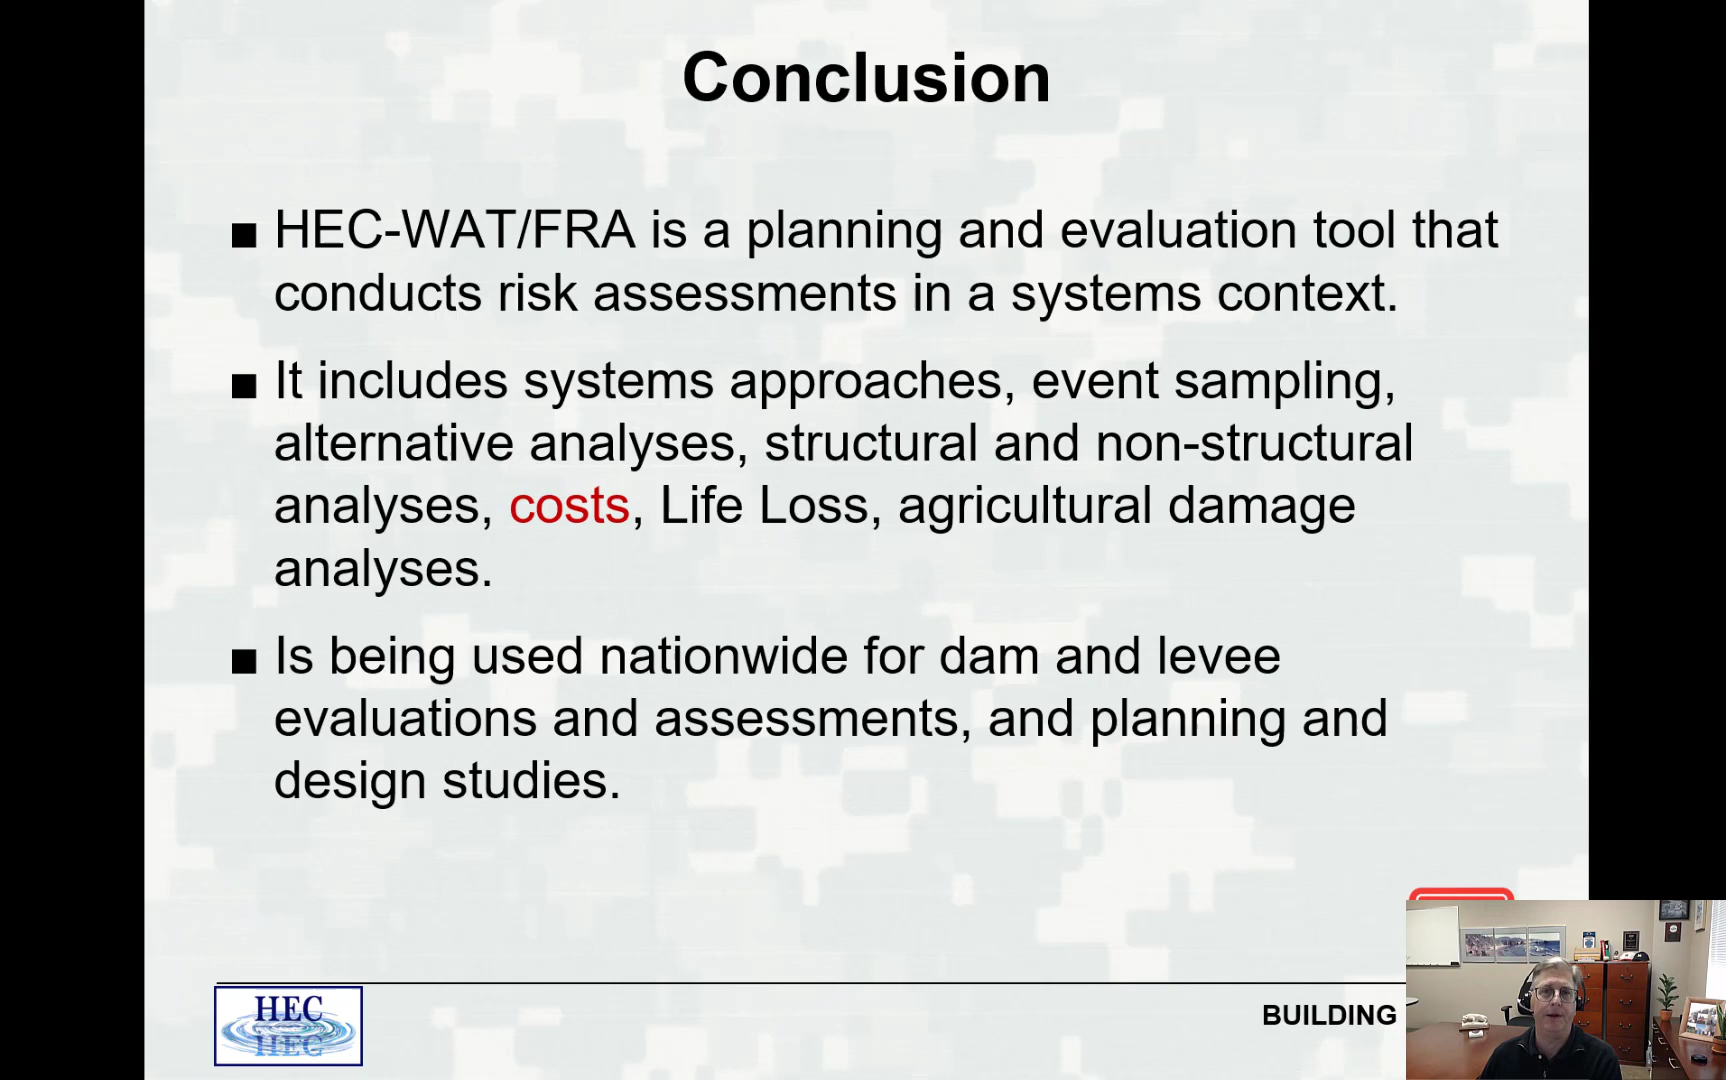 Conclusion
■ HEC-WAT/FRA is a planning and evaluation tool that
conducts risk assessments in a systems context.
■ It includes systems approaches, event sampling,
alternative analyses, structural and non-structural
analyses, costs, Life Loss, agricultural damage
analyses.
■ Is being used nationwide for dam and levee
evaluations and assessments, and planning and
design studies.
HEC
BUILDING